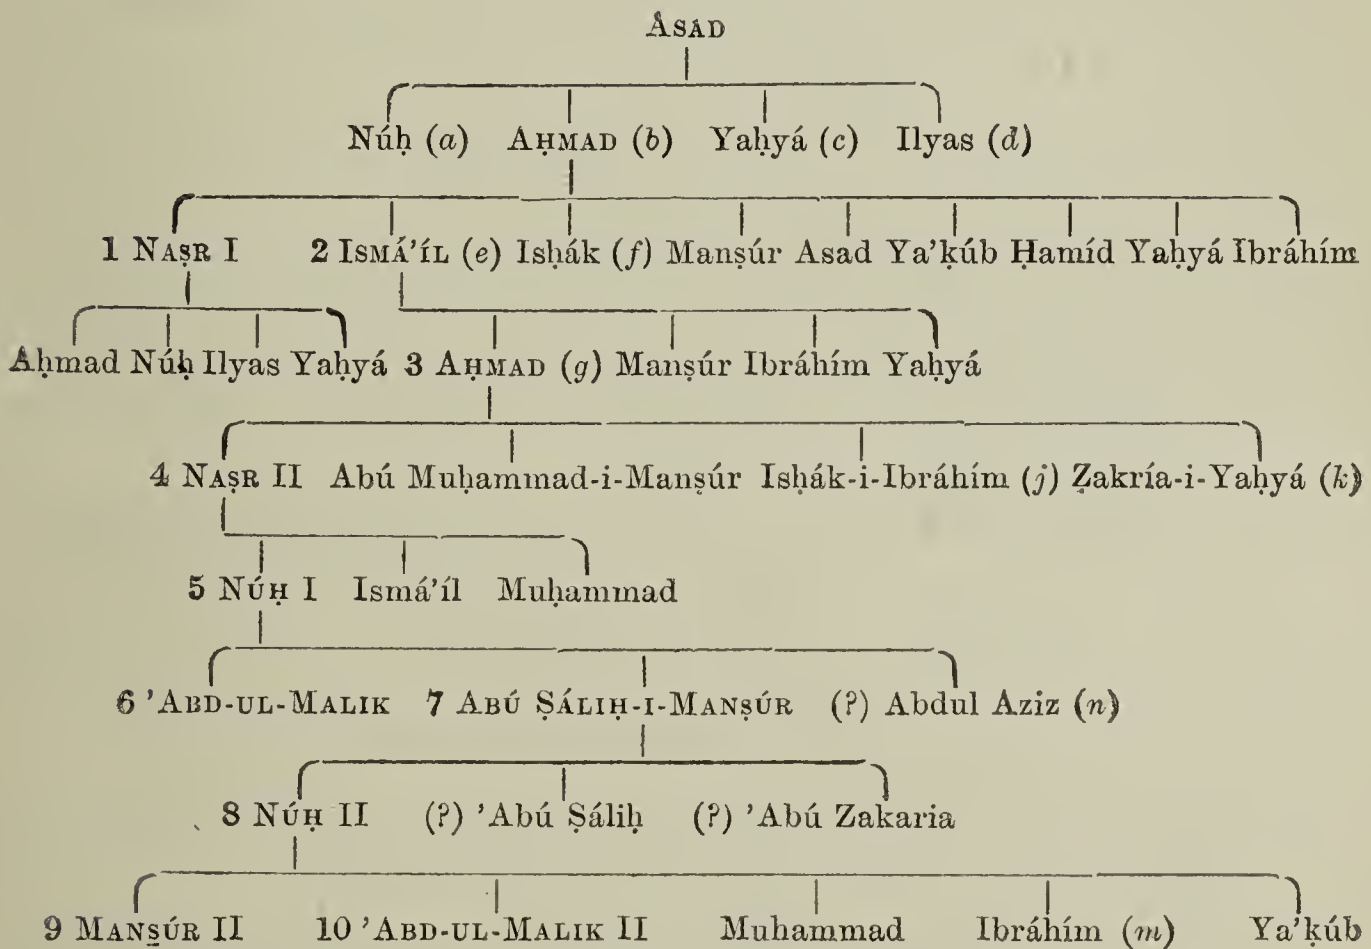 ASAD
Núḥ (a) AḤMAD (b) Yaḥyá (c) Ilyas (d)
1 NAṢR I 2 ISMÁ’ÍL (e) Isḥák (f) Manṣúr Asad Ya’ḳúb Ḥamíd Yaḥyá Ibráhím
Aḥmad Núḥ Ilyas Yaḥyá 3 AḤMAD (g) Manṣúr Ibráhím Yaḥyá
4 NAṢR II Abú Muḥammad-i-Manṣúr Isḥák-i-Ibráhím (j) Ẓakría-i-Yaḥyá (k)
5 NÚḤ I Ismá’íl Muḥammad
6 ’ABD-UL-MALIK 7 ABÚ ṢÁLIḤ-I-MANṢÚR (?) Abdul Aziz (n)
8 NÚḤ II (?) ’Abú Ṣáliḥ (?) ’Abú Zakaria
9 MANṢÚR II 10 ’ABD-UL-MALIK II Muhammad Ibráhím (m) Ya’ḳúb